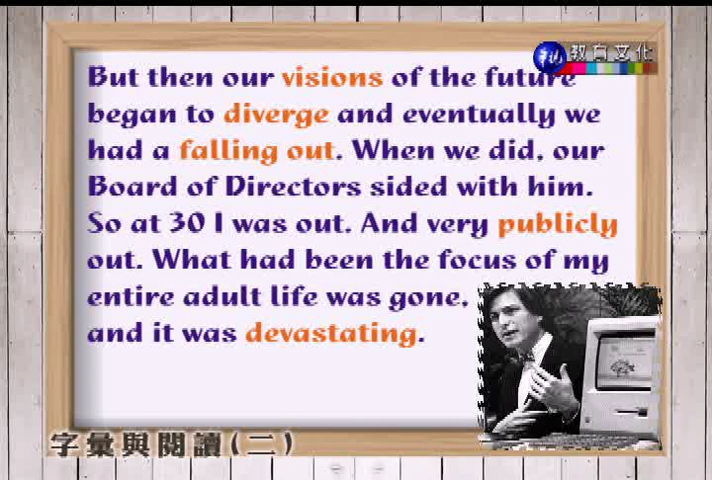 華視 教育文化
But then our visions of the future
began to diverge and eventually we
had a falling out. When we did, our
Board of Directors sided with him.
So at 30 I was out. And very publicly
out. What had been the focus of my
entire adult life was gone,
and it was devastating.
字彙與閱讀(二)